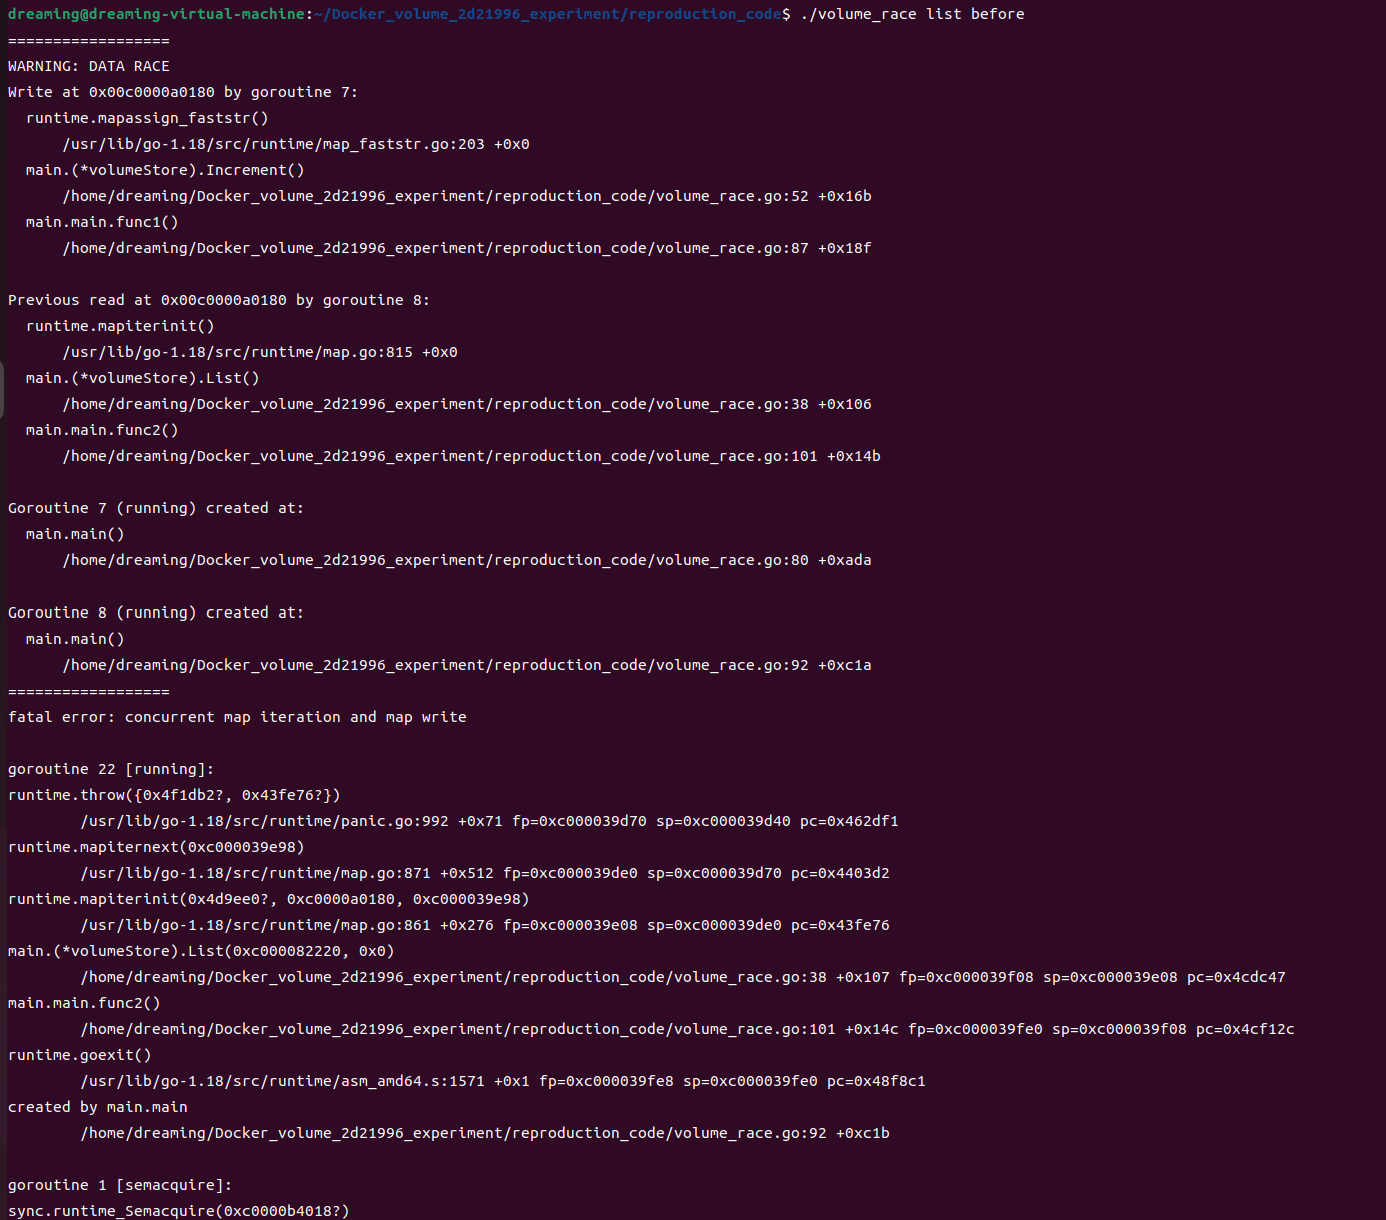 dreaming@dreaming-virtual-machine:~/Docker_volume_2d21996_experiment/reproduction_code$ ./volume_race list before
==================
WARNING: DATA RACE
Write at 0x00c0000a0180 by goroutine 7:
  runtime.mapassign_faststr()
      /usr/lib/go-1.18/src/runtime/map_faststr.go:203 +0x0
  main.(*volumeStore).Increment()
      /home/dreaming/Docker_volume_2d21996_experiment/reproduction_code/volume_race.go:52 +0x16b
  main.main.func1()
      /home/dreaming/Docker_volume_2d21996_experiment/reproduction_code/volume_race.go:87 +0x18f

Previous read at 0x00c0000a0180 by goroutine 8:
  runtime.mapiterinit()
      /usr/lib/go-1.18/src/runtime/map.go:815 +0x0
  main.(*volumeStore).List()
      /home/dreaming/Docker_volume_2d21996_experiment/reproduction_code/volume_race.go:38 +0x106
  main.main.func2()
      /home/dreaming/Docker_volume_2d21996_experiment/reproduction_code/volume_race.go:101 +0x14b

Goroutine 7 (running) created at:
  main.main()
      /home/dreaming/Docker_volume_2d21996_experiment/reproduction_code/volume_race.go:80 +0xada

Goroutine 8 (running) created at:
  main.main()
      /home/dreaming/Docker_volume_2d21996_experiment/reproduction_code/volume_race.go:92 +0xc1a
==================
fatal error: concurrent map iteration and map write

goroutine 22 [running]:
runtime.throw({0x4f1db2?, 0x43fe76?})
        /usr/lib/go-1.18/src/runtime/panic.go:992 +0x71 fp=0xc000039d70 sp=0xc000039d40 pc=0x462df1
runtime.mapiternext(0xc000039e98)
        /usr/lib/go-1.18/src/runtime/map.go:871 +0x512 fp=0xc000039de0 sp=0xc000039d70 pc=0x4403d2
runtime.mapiterinit(0x4d9ee0?, 0xc0000a0180, 0xc000039e98)
        /usr/lib/go-1.18/src/runtime/map.go:861 +0x276 fp=0xc000039e08 sp=0xc000039de0 pc=0x43fe76
main.(*volumeStore).List(0xc000082220, 0x0)
        /home/dreaming/Docker_volume_2d21996_experiment/reproduction_code/volume_race.go:38 +0x107 fp=0xc000039f08 sp=0xc000039e08 pc=0x4cdc47
main.main.func2()
        /home/dreaming/Docker_volume_2d21996_experiment/reproduction_code/volume_race.go:101 +0x14c fp=0xc000039fe0 sp=0xc000039f08 pc=0x4cf12c
runtime.goexit()
        /usr/lib/go-1.18/src/runtime/asm_amd64.s:1571 +0x1 fp=0xc000039fe8 sp=0xc000039fe0 pc=0x48f8c1
created by main.main
        /home/dreaming/Docker_volume_2d21996_experiment/reproduction_code/volume_race.go:92 +0xc1b

goroutine 1 [semacquire]:
sync.runtime_Semacquire(0xc0000b4018?)